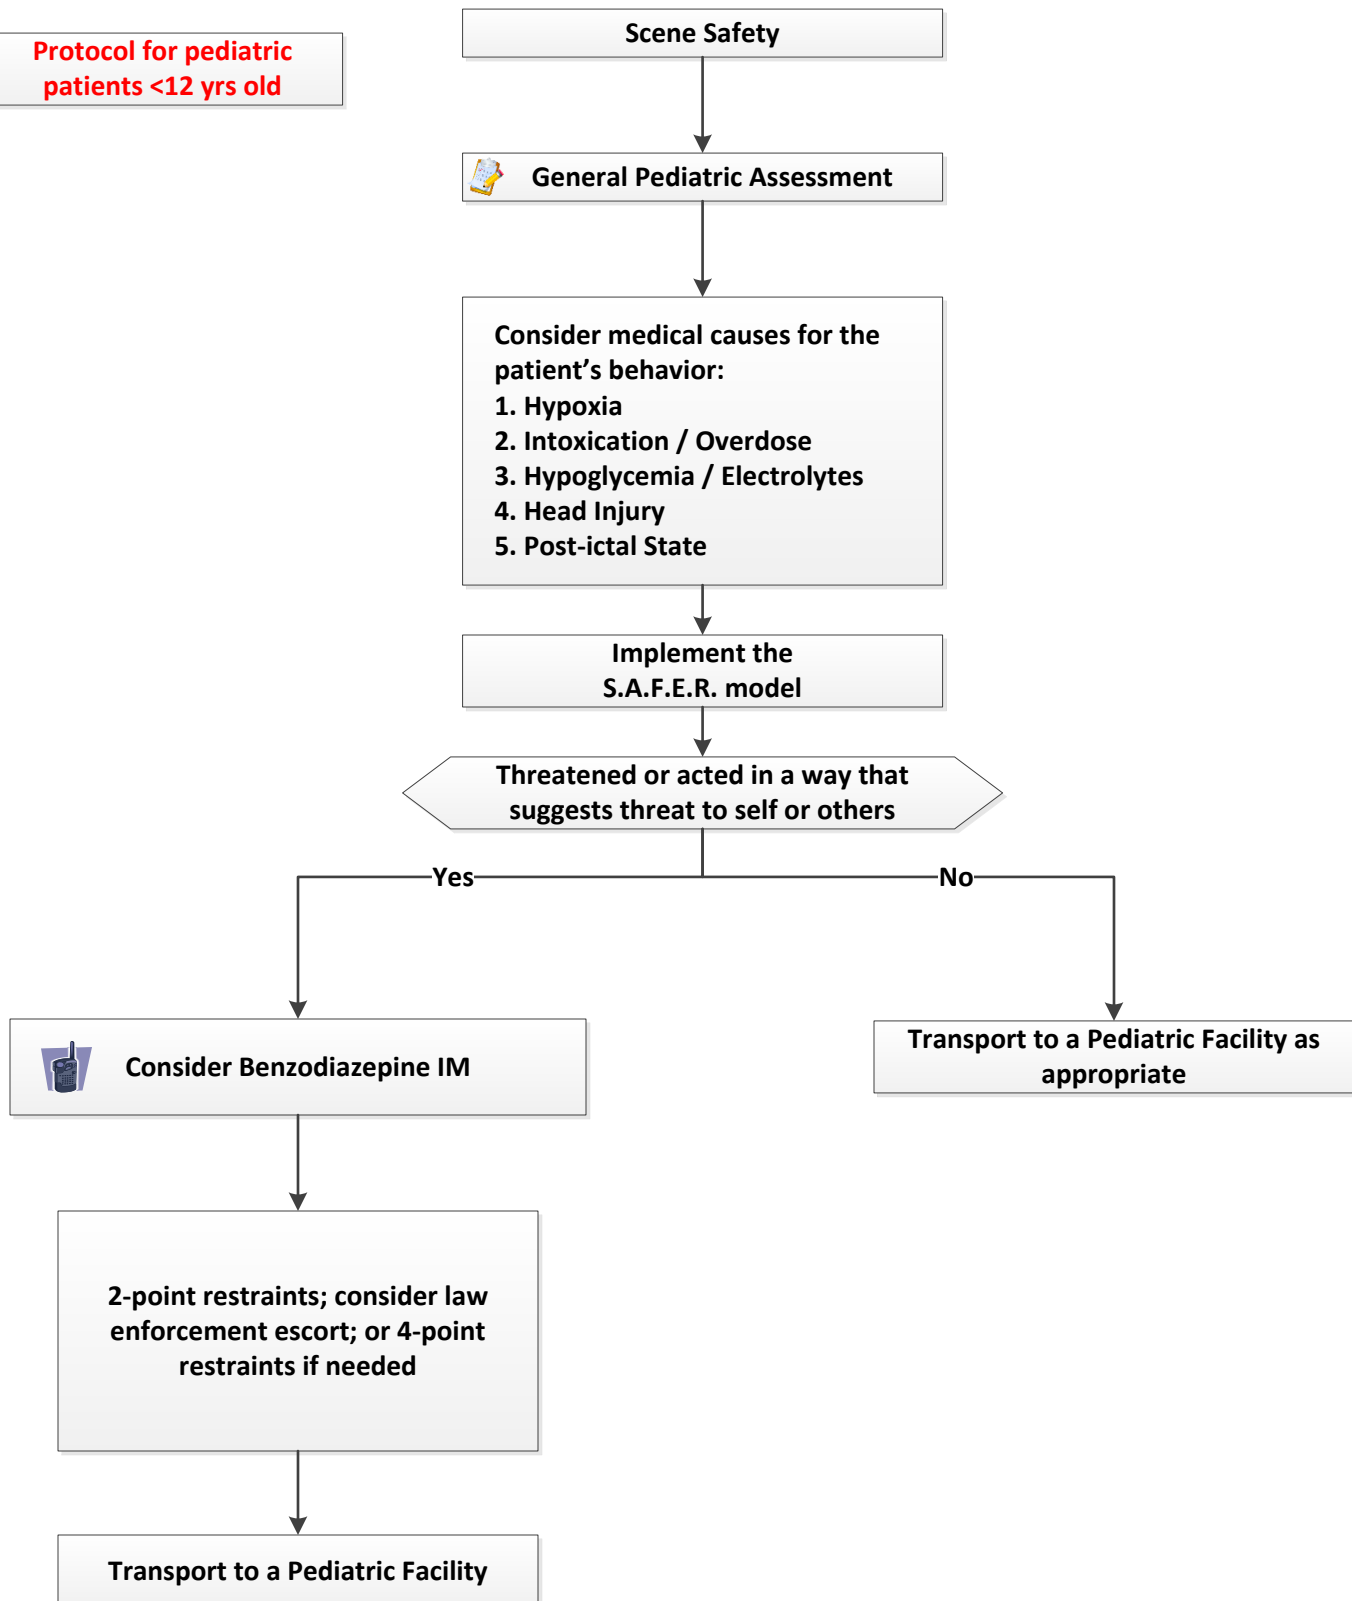 Protocol for pediatric
patients <12 yrs old
Scene Safety
General Pediatric Assessment
Consider medical causes for the
patient’s behavior:
1. Hypoxia
2. Intoxication / Overdose
3. Hypoglycemia / Electrolytes
4. Head Injury
5. Post-ictal State
Implement the
S.A.F.E.R. model
Threatened or acted in a way that
suggests threat to self or others
Yes
No
Consider Benzodiazepine IM
Transport to a Pediatric Facility as
appropriate
2-point restraints; consider law
enforcement escort; or 4-point
restraints if needed
Transport to a Pediatric Facility